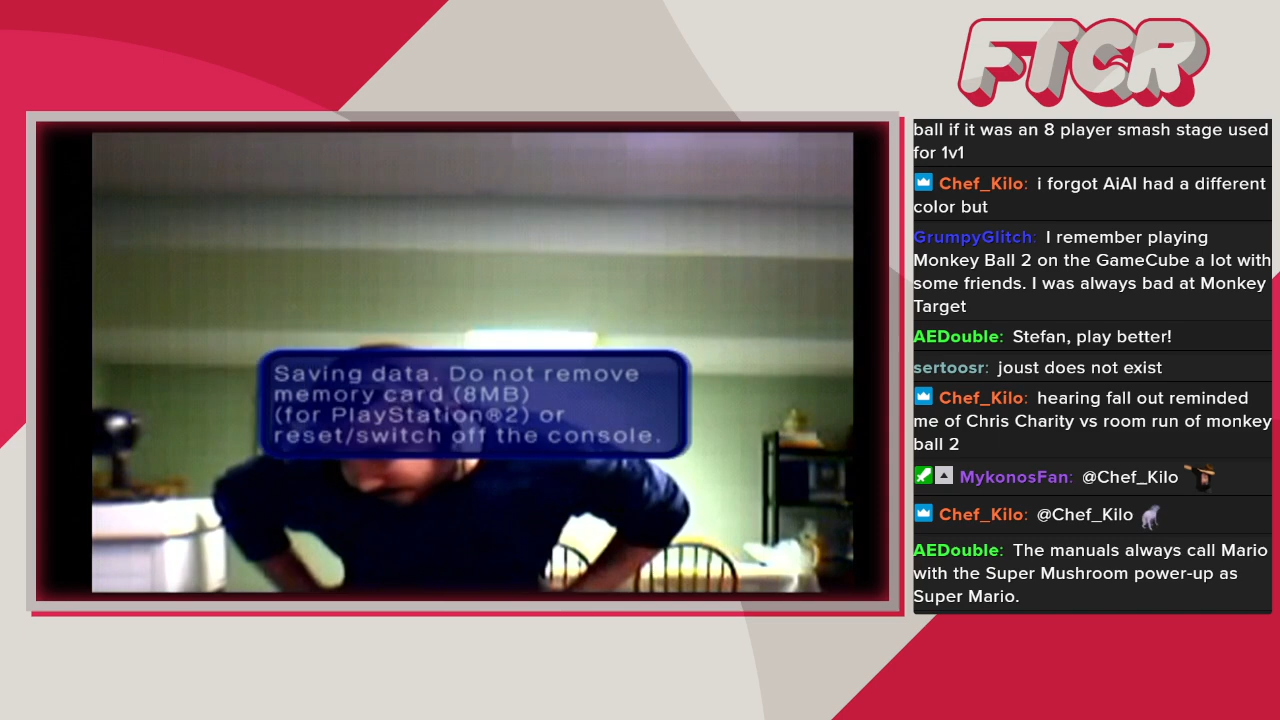 FTCR
ball if it was an 8 player smash stage used
for 1v1
Chef_Kilo: i forgot AiAI had a different
color but
GrumpyGlitch: I remember playing
Monkey Ball 2 on the GameCube a lot with
some friends. I was always bad at Monkey
Target
AEDouble: Stefan, play better!
sertoosr: joust does not exist
Chef_Kilo: hearing fall out reminded
me of Chris Charity vs room run of monkey
ball 2
MykonosFan: @Chef_Kilo
Chef_Kilo: @Chef_Kilo
AEDouble: The manuals always call Mario
with the Super Mushroom power-up as
Super Mario.
Saving data. Do not remove
memory card (8MB)
(for PlayStation®2) or
reset/switch off the console.